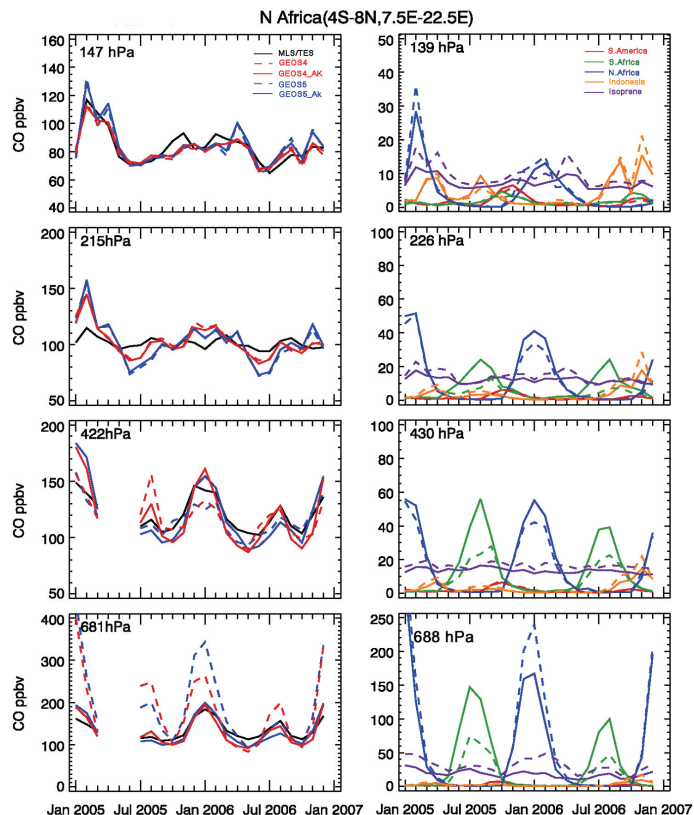 N Africa(4S-8N,7.5E-22.5E)
147 hPa
MLS/TES
GEOS4
GEOS4_AK
GEOS5
GEOS5_Ak
CO ppbv
160
140
120
100
80
60
40
139 hPa
S.America
S.Africa
N.Africa
Indonesia
Isoprene
50
40
30
20
10
0
215hPa
CO ppbv
200
150
100
50
226 hPa
100
80
60
40
20
0
422hPa
CO ppbv
200
150
100
50
430 hPa
100
80
60
40
20
0
681hPa
CO ppbv
400
300
200
100
0
688 hPa
250
200
150
100
50
0
Jan 2005 Jul 2005 Jan 2006 Jul 2006 Jan 2007
Jan 2005 Jul 2005 Jan 2006 Jul 2006 Jan 2007